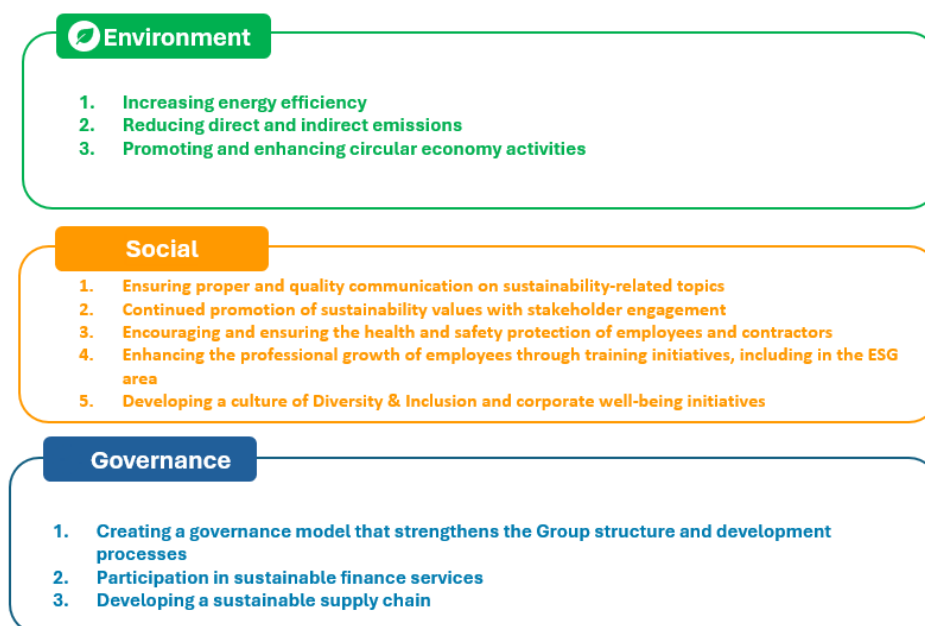 Environment
1. Increasing energy efficiency
2. Reducing direct and indirect emissions
3. Promoting and enhancing circular economy activities
Social
1. Ensuring proper and quality communication on sustainability-related topics
2. Continued promotion of sustainability values with stakeholder engagement
3. Encouraging and ensuring the health and safety protection of employees and contractors
4. Enhancing the professional growth of employees through training initiatives, including in the ESG
area
5. Developing a culture of Diversity & Inclusion and corporate well-being initiatives
Governance
1. Creating a governance model that strengthens the Group structure and development
processes
2. Participation in sustainable finance services
3. Developing a sustainable supply chain